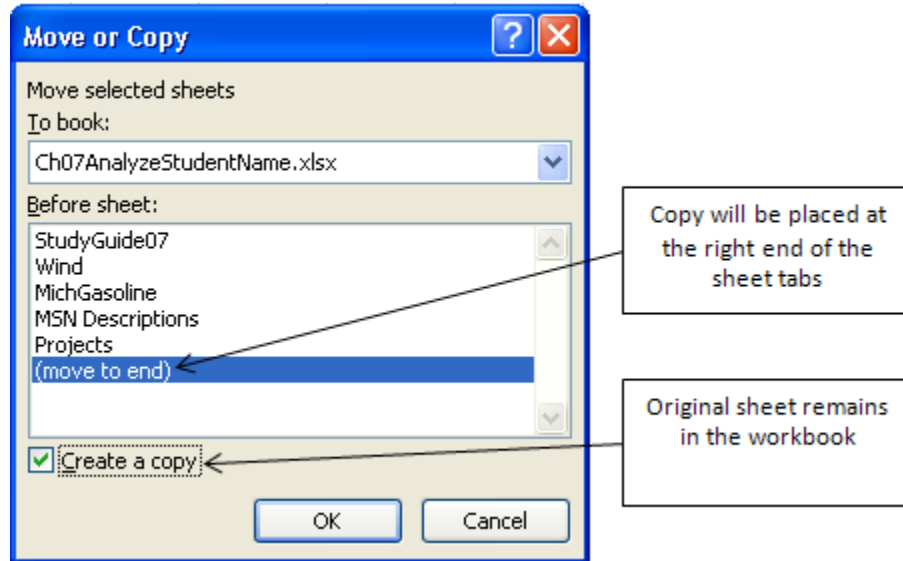 Move or Copy
Move selected sheets
To book:
Ch07AnalyzeStudentName.xlsx
Before sheet:
StudyGuide07
Wind
MichGasoline
MSN Descriptions
Projects
(move to end)
Create a copy
OK
Cancel
Copy will be placed at
the right end of the
sheet tabs
Original sheet remains
in the workbook